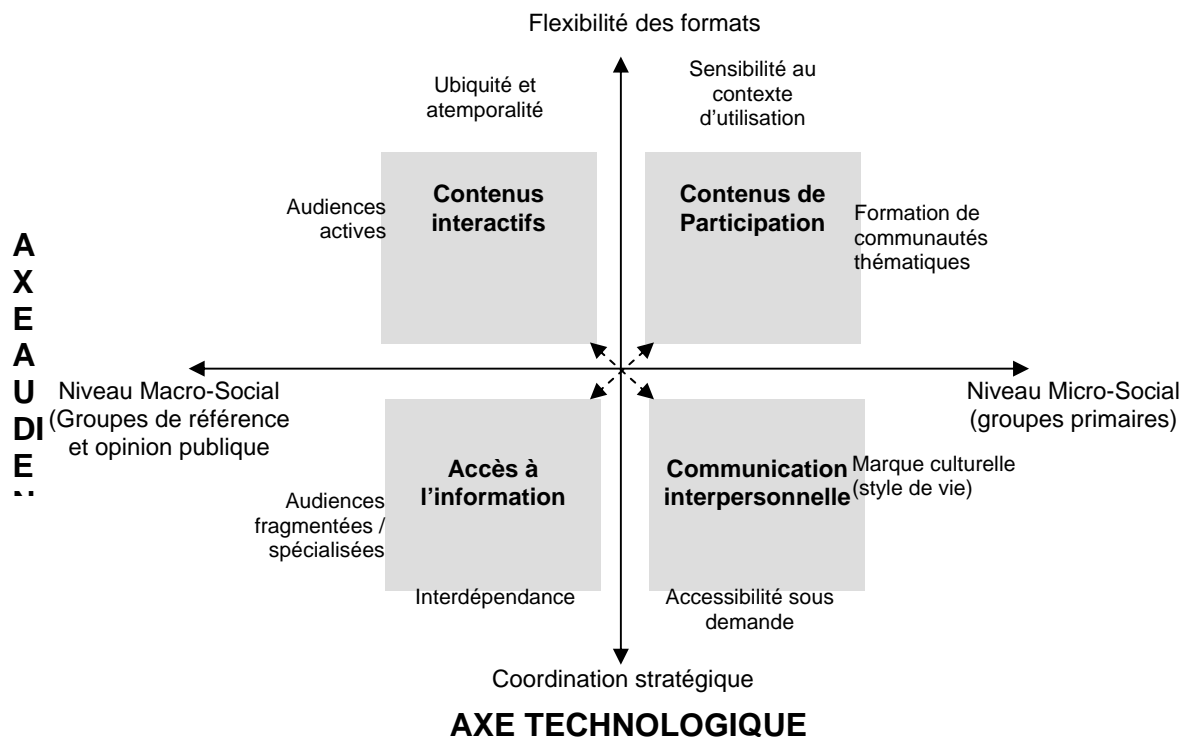 Flexibilité des formats
Ubiquité et
atemporalité
Sensibilité au
contexte
d’utilisation
Contenus
interactifs
Contenus de
Participation
Audiences
actives
Formation de
communautés
thématiques
A
X
E
A
U
DI
E
Niveau Macro-Social
(Groupes de référence
et opinion publique
Niveau Micro-Social
(groupes primaires)
Accès à
l’information
Communication
interpersonnelle
Marque culturelle
(style de vie)
Audiences
fragmentées /
spécialisées
Interdépendance
Accessibilité sous
demande
Coordination stratégique
AXE TECHNOLOGIQUE